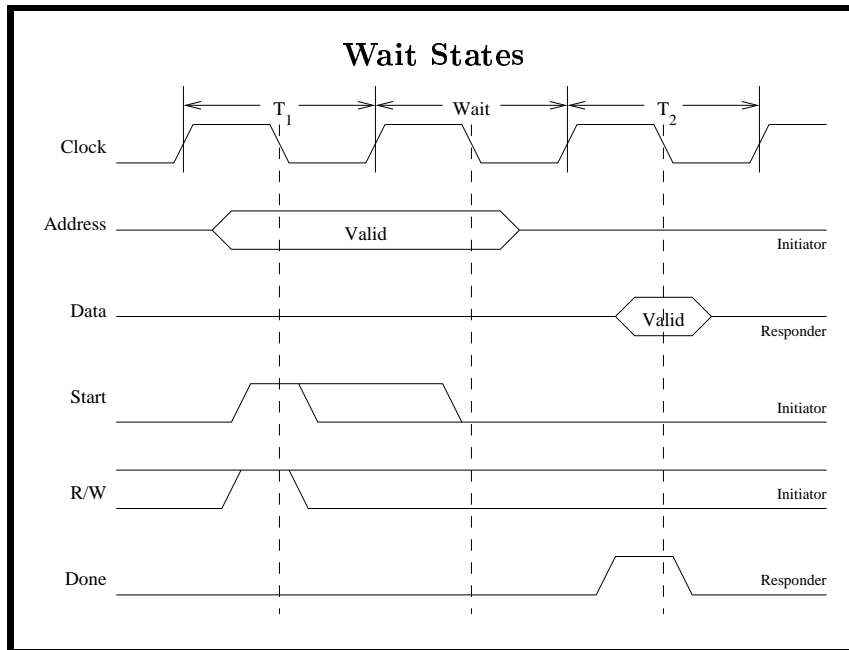 Wait States
T1 Wait T2
Clock
Address Valid Initiator
Data Valid Responder
Start Initiator
R/W Initiator
Done Responder